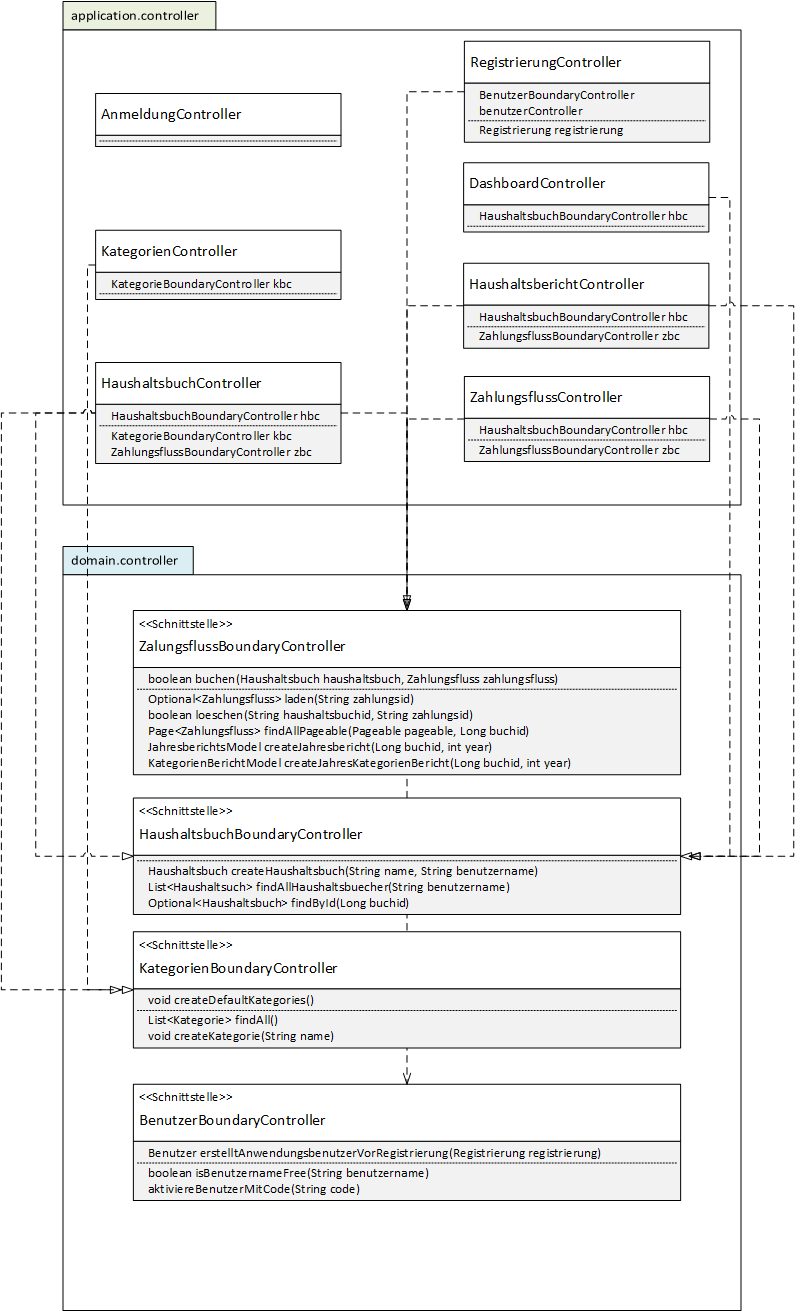 application.controller
AnmeldungController
RegistrierungController
BenutzerBoundaryController
benutzerController
Registrierung registrierung
DashboardController
HaushaltsbuchBoundaryController hbc
KategorienController
KategorieBoundaryController kbc
HaushaltsberichtController
HaushaltsbuchBoundaryController hbc
ZahlungsflussBoundaryController zbc
HaushaltsbuchController
HaushaltsbuchBoundaryController hbc
KategorieBoundaryController kbc
ZahlungsflussBoundaryController zbc
ZahlungsflussController
HaushaltsbuchBoundaryController hbc
ZahlungsflussBoundaryController zbc
domain.controller
<<Schnittstelle>>
ZalungsflussBoundaryController
boolean buchen(Haushaltsbuch haushaltsbuch, Zahlungsfluss zahlungsfluss)
Optional<Zahlungsfluss> laden(String zahlungsid)
boolean loeschen(String haushaltsbuchid, String zahlungsid)
Page<Zahlungsfluss> findAllPageable(Pageable pageable, Long buchid)
JahresberichtsModel createJahresbericht(Long buchid, int year)
KategorienBerichtModel createJahresKategorienBericht(Long buchid, int year)
<<Schnittstelle>>
HaushaltsbuchBoundaryController
Haushaltsbuch createHaushaltsbuch(String name, String benutzername)
List<Haushaltsuch> findAllHaushaltsbuecher(String benutzername)
Optional<Haushaltsbuch> findById(Long buchid)
<<Schnittstelle>>
KategorienBoundaryController
void createDefaultKategories()
List<Kategorie> findAll()
void createKategorie(String name)
<<Schnittstelle>>
BenutzerBoundaryController
Benutzer erstelltAnwendungsbenutzerVorRegistrierung(Registrierung registrierung)
boolean isBenutzernameFree(String benutzername)
aktiviereBenutzerMitCode(String code)